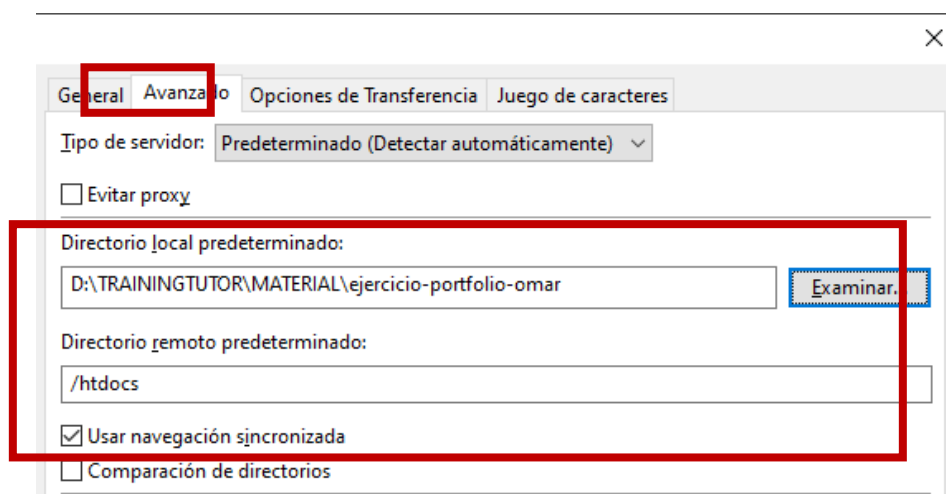 General Avanzado Opciones de Transferencia Juego de caracteres
Tipo de servidor: Predeterminado (Detectar automáticamente)
Evitar proxy
Directorio local predeterminado:
D:\TRAININGTUTOR\MATERIAL\ejercicio-portfolio-omar Examinar...
Directorio remoto predeterminado:
/htdocs
Usar navegación sincronizada
Comparación de directorios